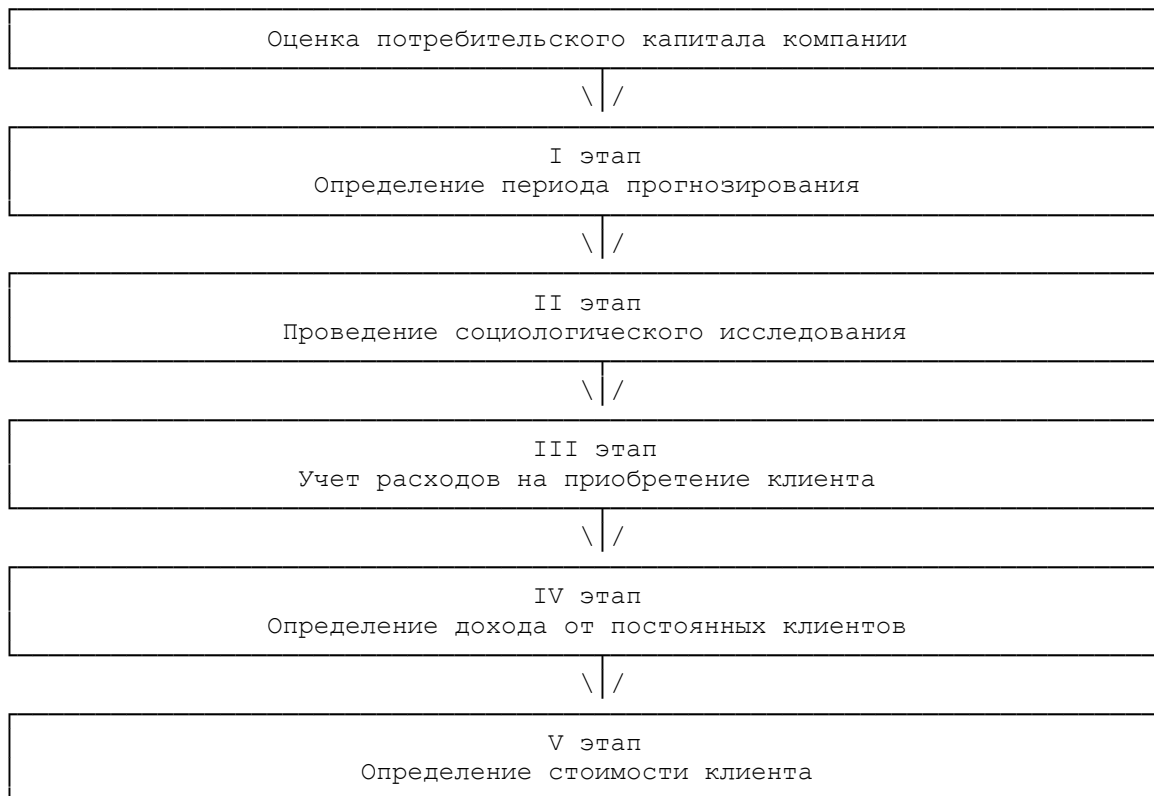 Оценка потребительского капитала компании
I этап
Определение периода прогнозирования
II этап
Проведение социологического исследования
III этап
Учет расходов на приобретение клиента
IV этап
Определение дохода от постоянных клиентов
V этап
Определение стоимости клиента